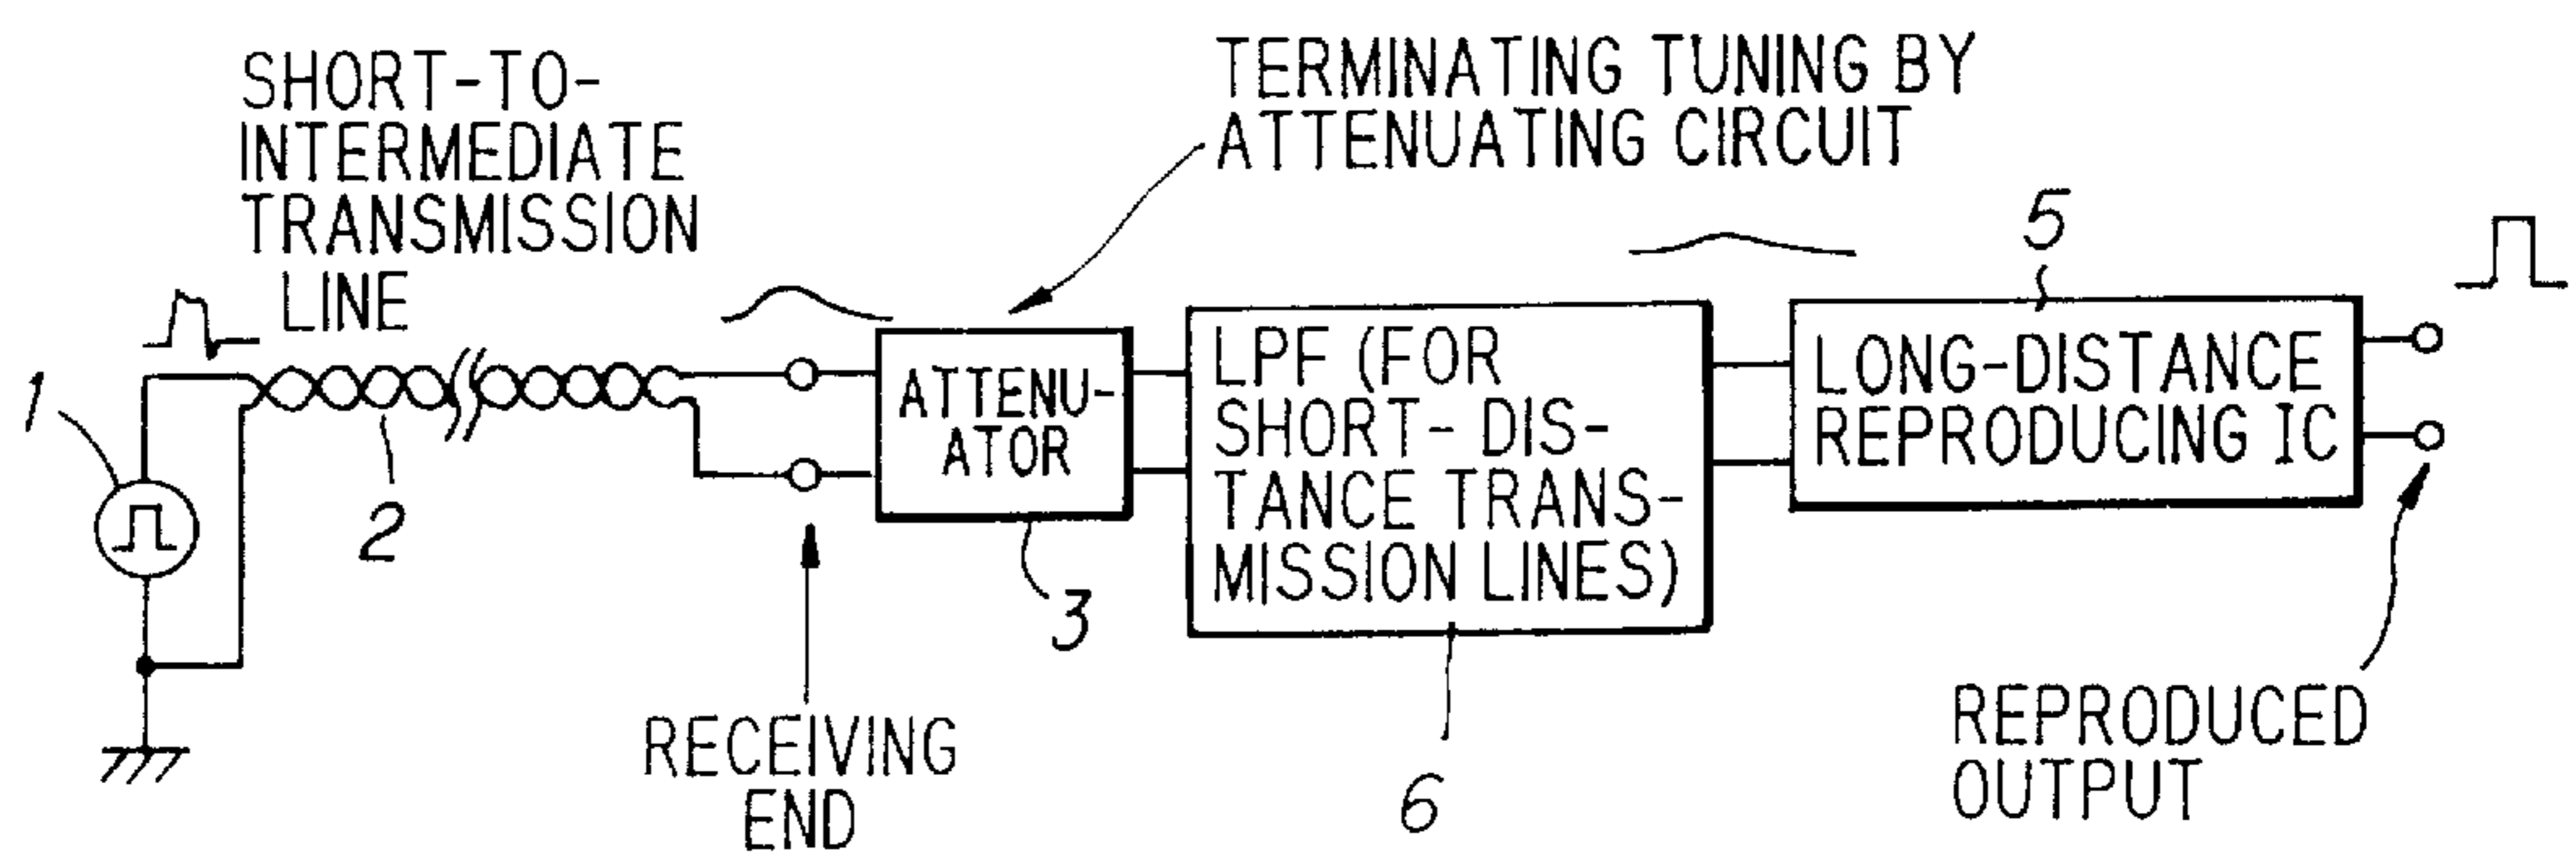 SHORT-TO-
INTERMEDIATE
TRANSMISSION
LINE
TERMINATING TUNING BY
ATTENUATING CIRCUIT
1
2
ATTENU-
ATOR
3
LPF (FOR
SHORT- DIS-
TANCE TRANS-
MISSION LINES)
6
5
LONG-DISTANCE
REPRODUCING IC
RECEIVING
END
REPRODUCED
OUTPUT